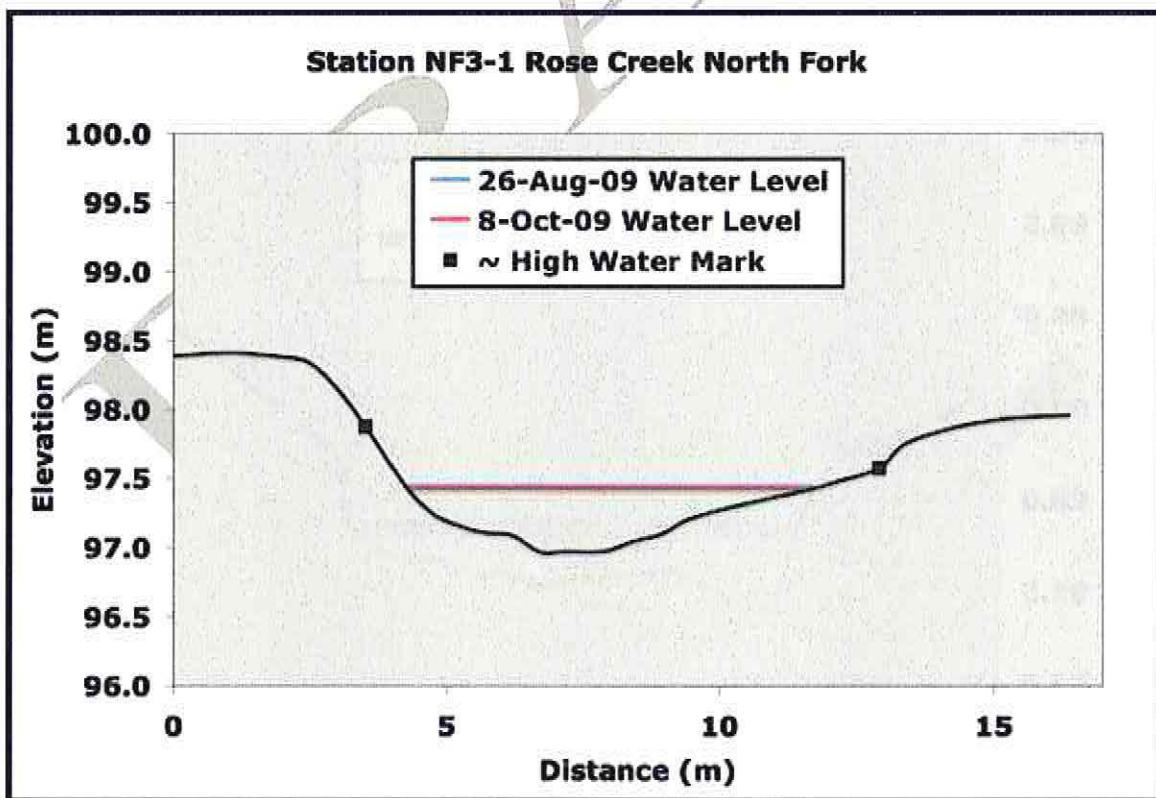 Station NF3-1 Rose Creek North Fork
100.0
99.5
99.0
98.5
98.0
97.5
97.0
96.5
96.0
Elevation (m)
26-Aug-09 Water Level
8-Oct-09 Water Level
~ High Water Mark
0 5 10 15
Distance (m)